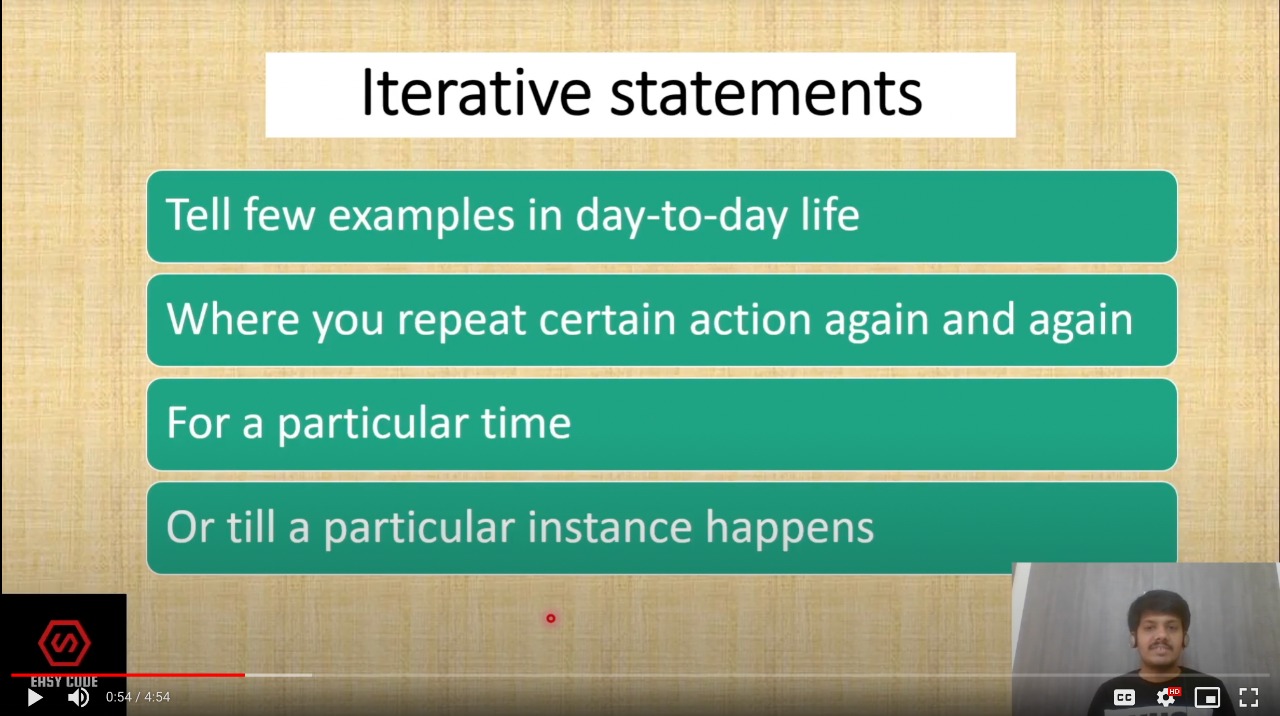 Iterative statements
Tell few examples in day-to-day life
Where you repeat certain action again and again
For a particular time
Or till a particular instance happens
EASY CODE
0:54 / 4:54
CC
HD